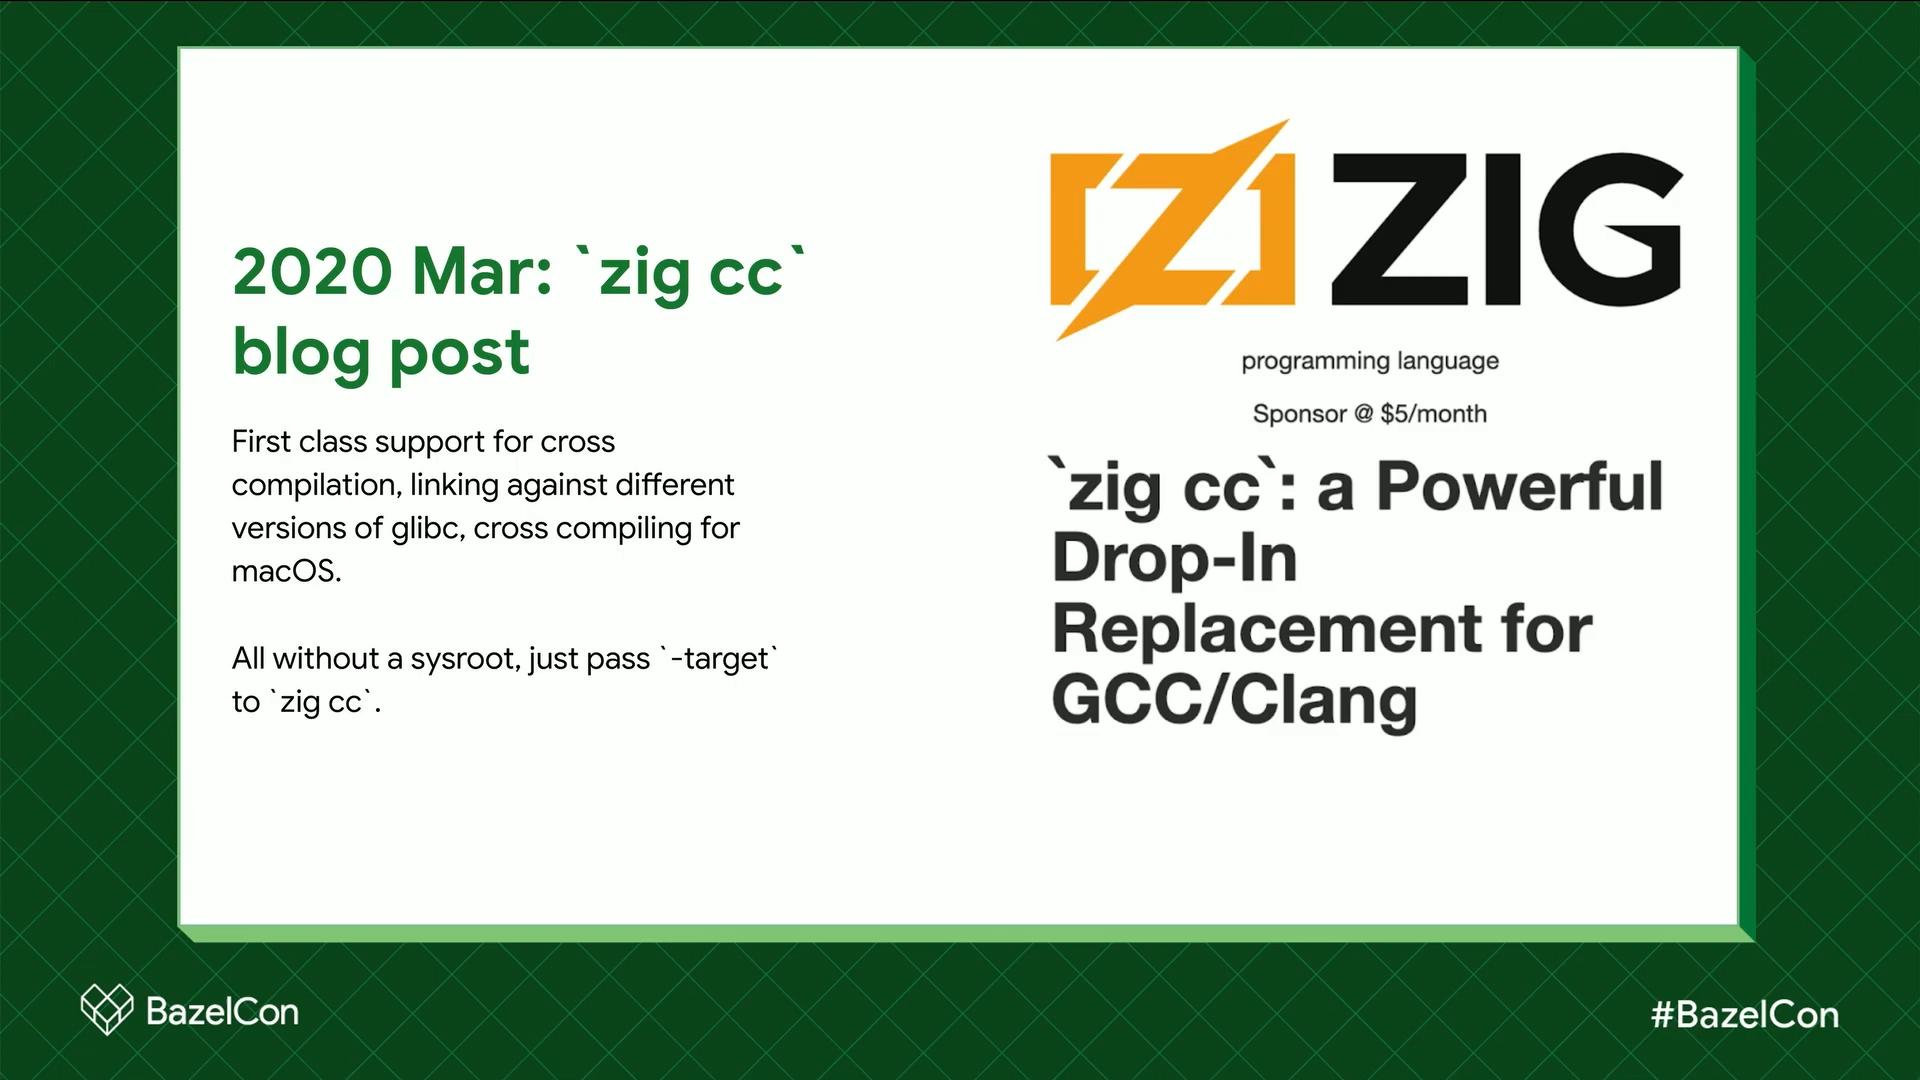 2020 Mar: `zig cc`
blog post
First class support for cross
compilation, linking against different
versions of glibc, cross compiling for
macOS.
All without a sysroot, just pass `-target`
to `zig cc`.
ZIG
programming language
Sponsor @ $5/month
`zig cc`: a Powerful
Drop-In
Replacement for
GCC/Clang
BazelCon
#BazelCon